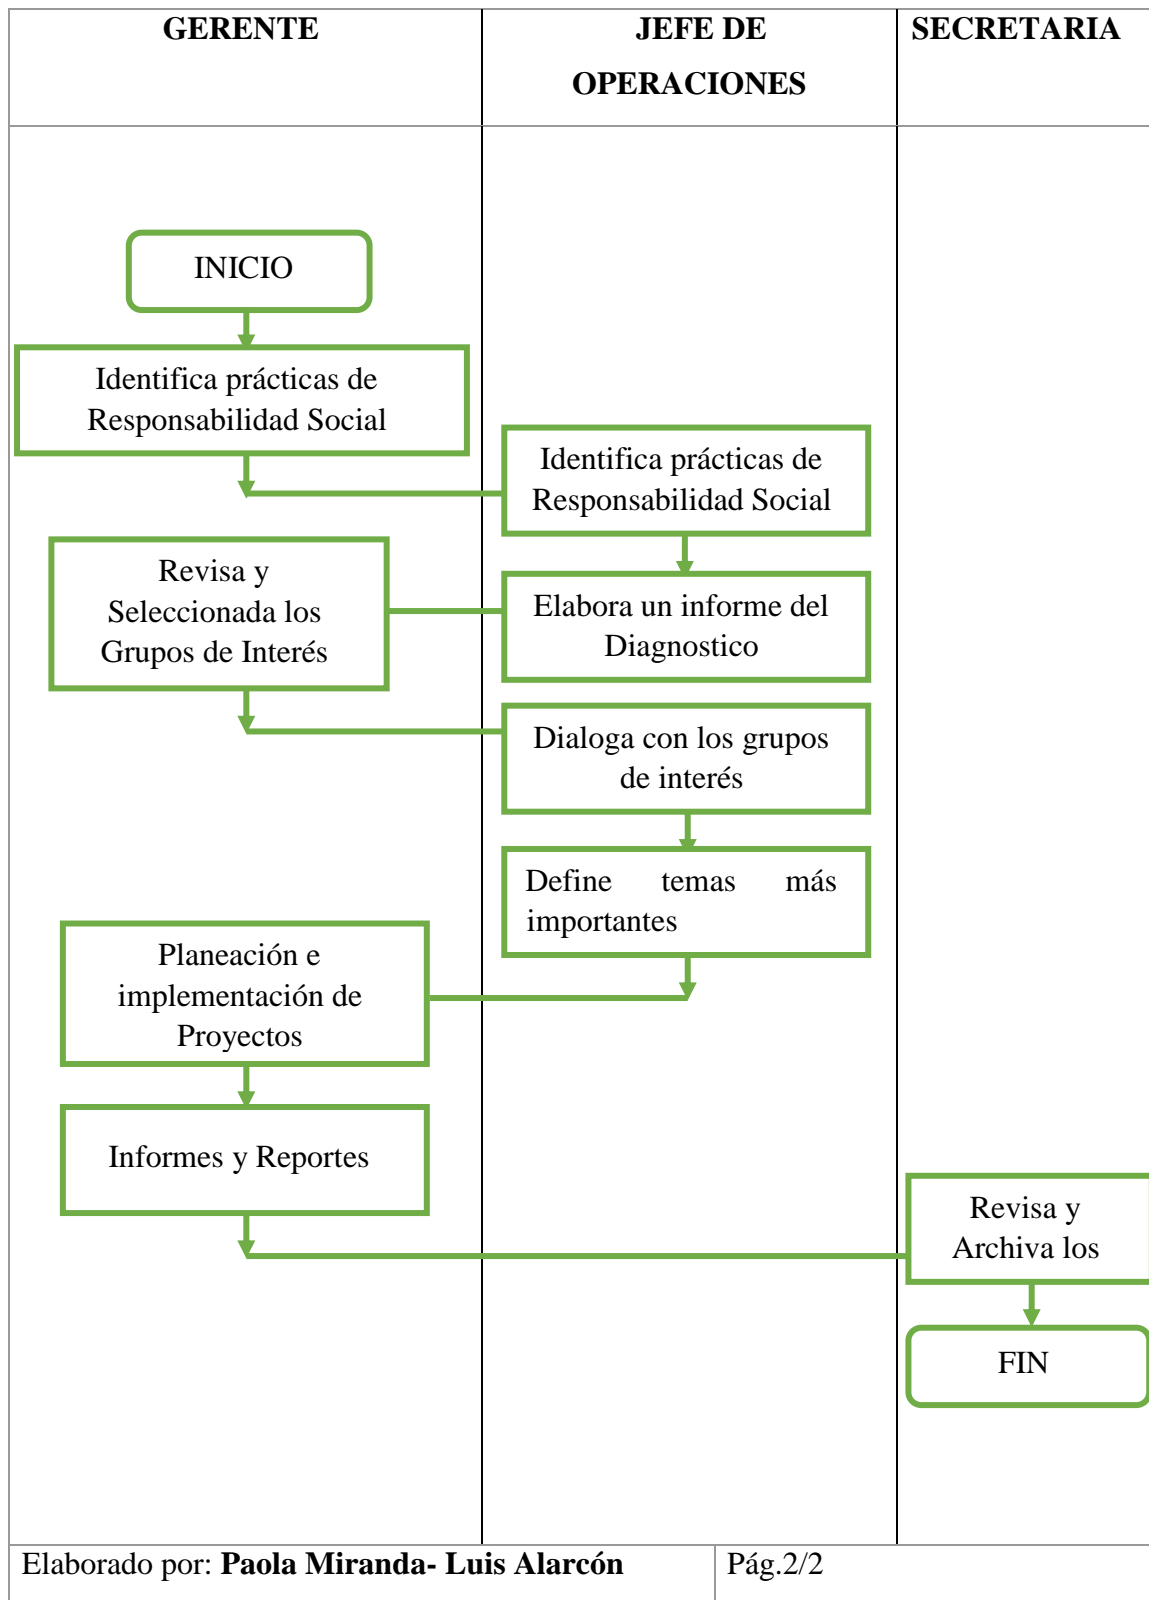 GERENTE
JEFE DE
OPERACIONES
SECRETARIA
INICIO
Identifica prácticas de
Responsabilidad Social
Identifica prácticas de
Responsabilidad Social
Revisa y
Seleccionada los
Grupos de Interés
Elabora un informe del
Diagnostico
Dialoga con los grupos
de interés
Define temas más
importantes
Planeación e
implementación de
Proyectos
Informes y Reportes
Revisa y
Archiva los
FIN
Elaborado por: Paola Miranda- Luis Alarcón
Pág.2/2